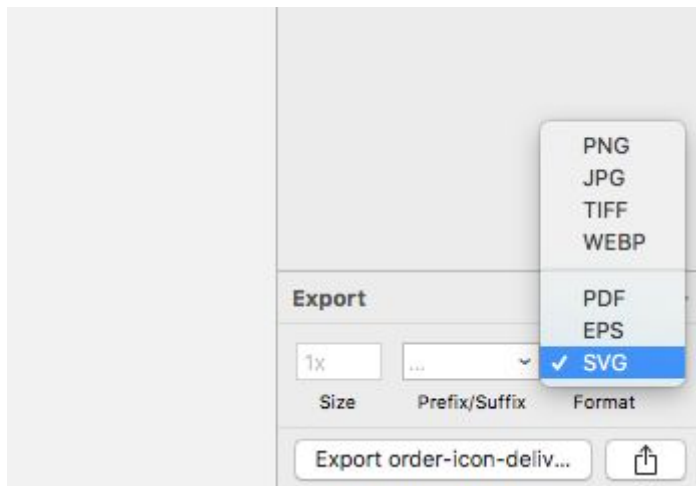 PNG
JPG
TIFF
WEBP
PDF
EPS
✓ SVG
Export
1x
...
Size
Prefix/Suffix
Format
Export order-icon-deliv...